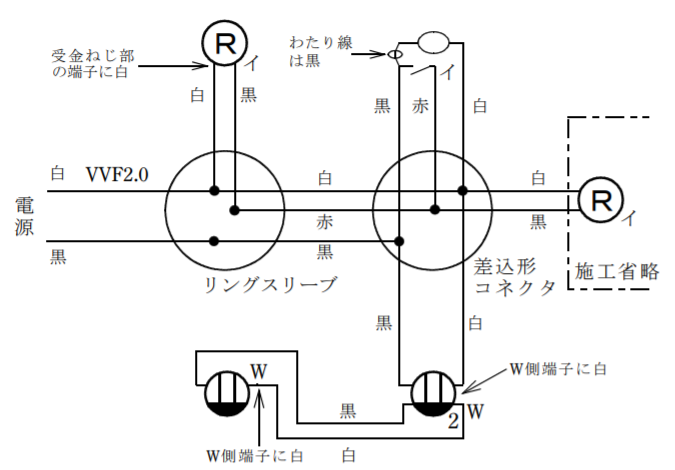 R
イ
受金ねじ部
の端子に白
白
黒
わたり線
は黒
イ
黒
赤
白
白
VVF2.0
白
白
R
イ
電
源
赤
黒
黒
黒
リングスリーブ
差込形
コネクタ
施工省略
黒
白
W
W側端子に白
2
W
黒
W側端子に白
白